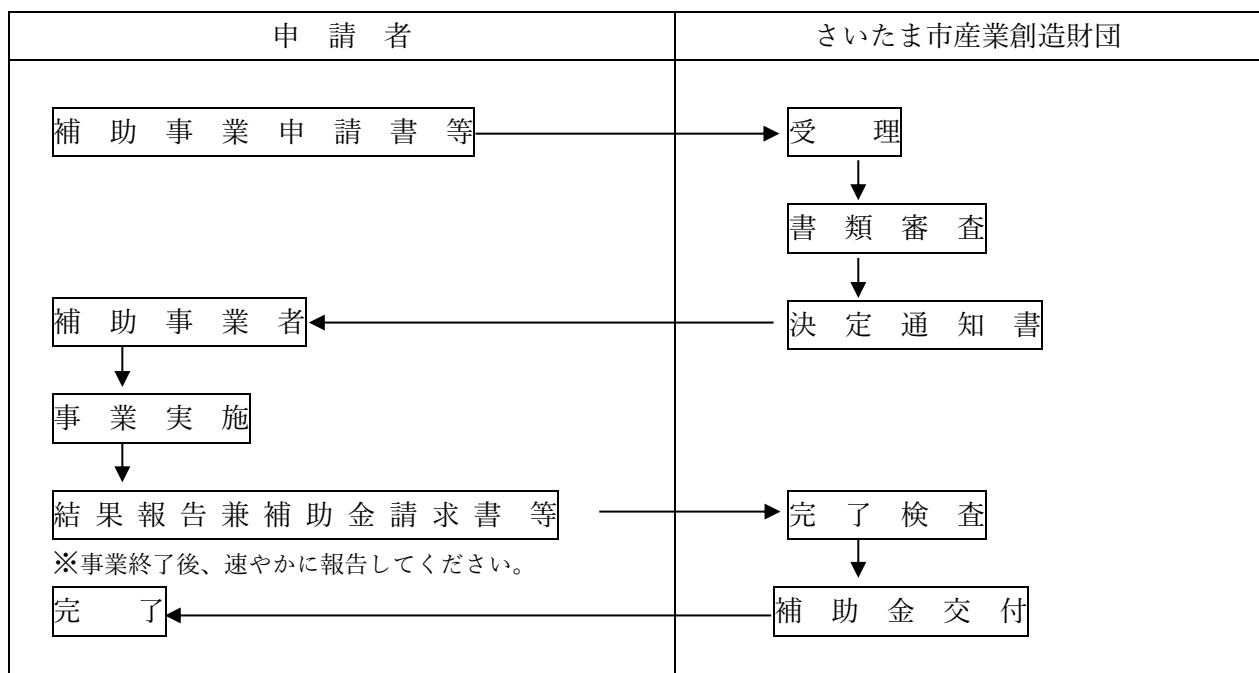 申請者
さいたま市産業創造財団
補助事業申請書等
受理
書類審査
補助事業者
決定通知書
事業実施
結果報告兼補助金請求書等
完了検査
※事業終了後、速やかに報告してください。
完了
補助金交付